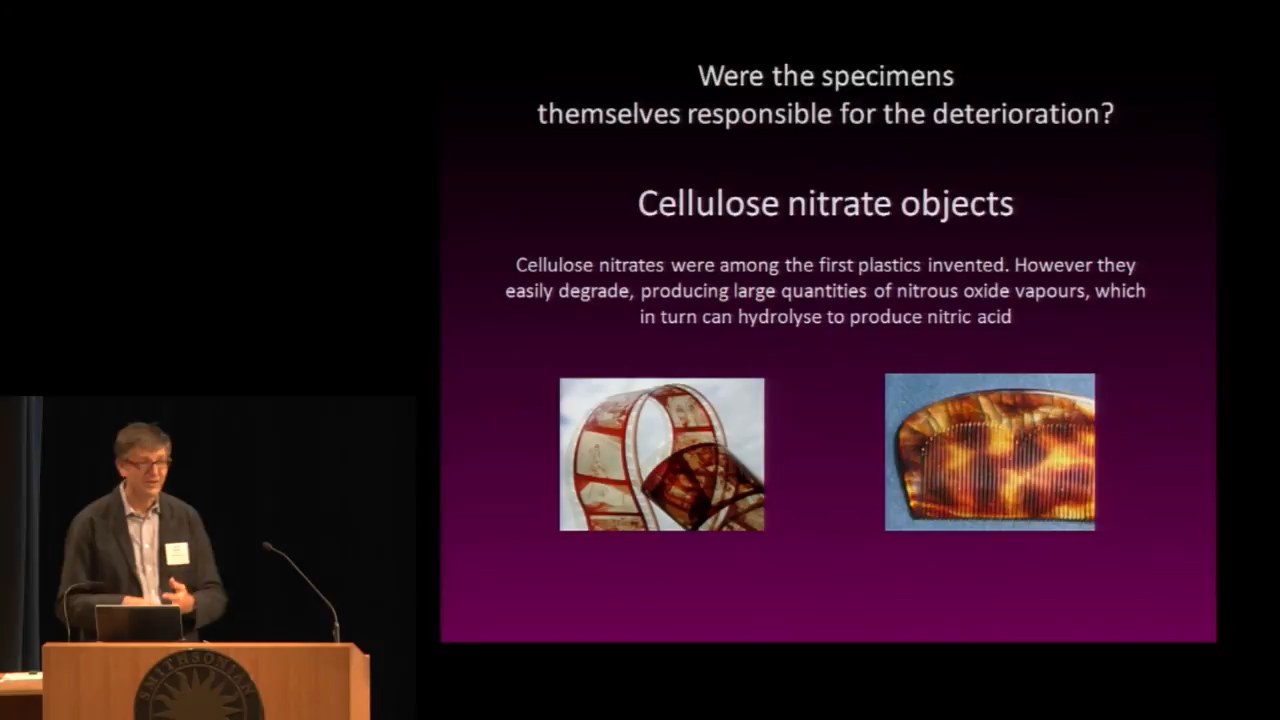 Were the specimens
themselves responsible for the deterioration?
Cellulose nitrate objects
Cellulose nitrates were among the first plastics invented. However they
easily degrade, producing large quantities of nitrous oxide vapours, which
in turn can hydrolyse to produce nitric acid
SMITHSONIAN